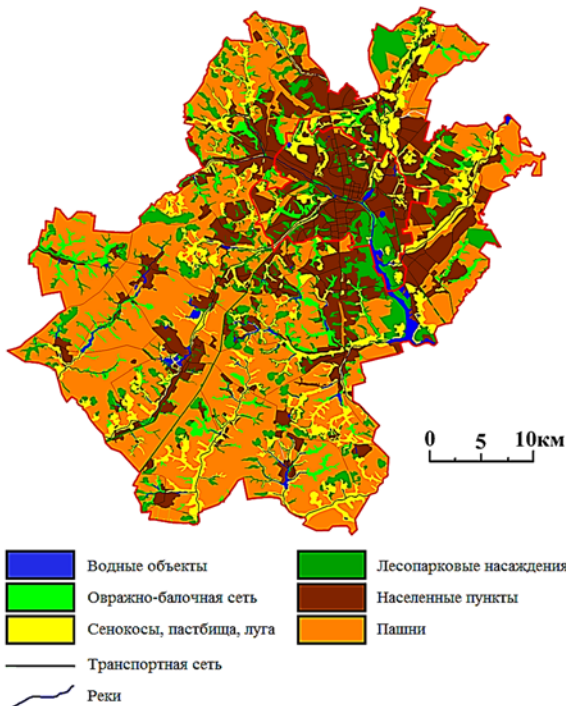 0 5 10км
Водные объекты
Лесопарковые насаждения
Овражно-балочная сеть
Населенные пункты
Сенокосы, пастбища, луга
Пашни
Транспортная сеть
Реки